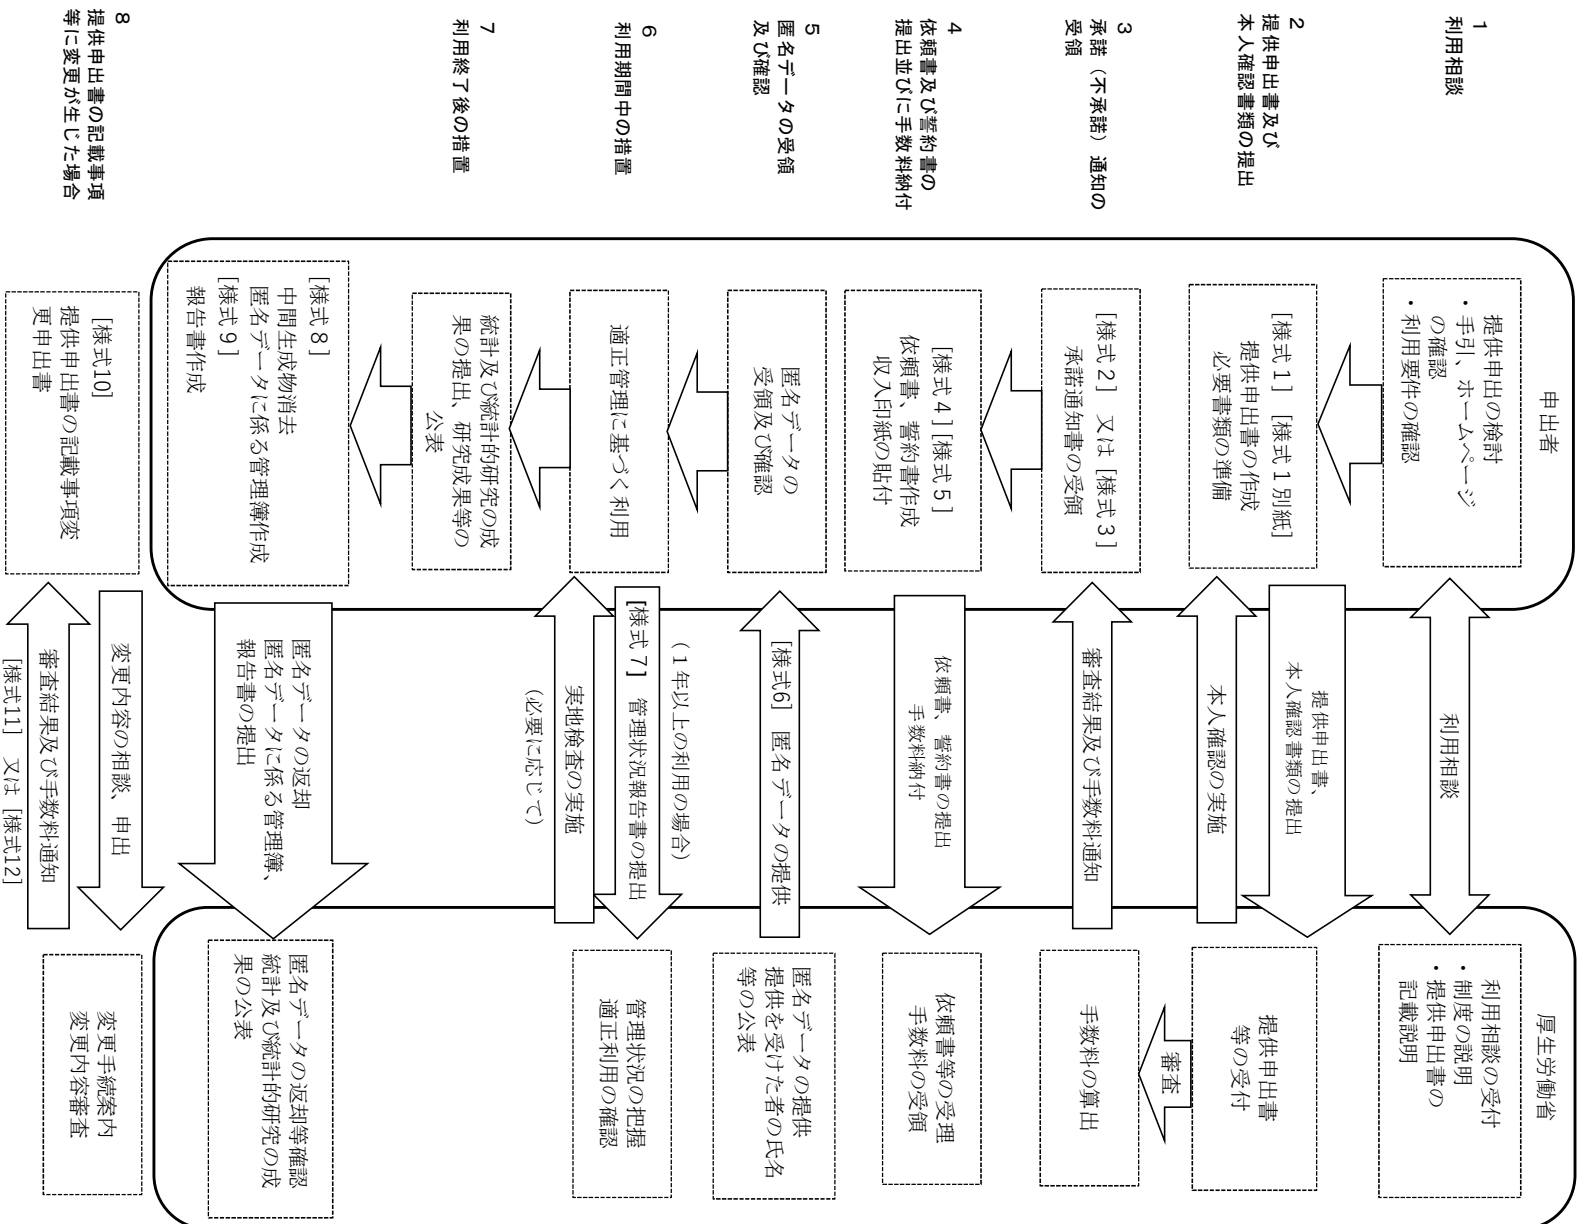 申出者
厚生労働省
1
利用相談
提供申出の検討
・ 手引、ホームページ
の確認
・ 利用要件の確認
利用相談
利用相談の受付
・ 制度の説明
・ 提供申出書の
記載説明
2
提供申出書及び
本人確認書類の提出
[様式１] [様式１別紙]
提供申出書の作成
必要書類の準備
提供申出書、
本人確認書類の提出
本人確認の実施
提供申出書
等の受付
審査
3
承諾（不承諾）通知の
受領
[様式２] 又は [様式３]
承諾通知書の受領
審査結果及び手数料通知
手数料の算出
4
依頼書及び誓約書の
提出並びに手数料納付
[様式４] [様式５]
依頼書、誓約書作成
収入印紙の貼付
依頼書、誓約書の提出
手数料納付
依頼書等の受理
手数料の受領
5
匿名データの受領
及び確認
匿名データの
受領及び確認
[様式6] 匿名データの提供
匿名データの提供
提供を受けた者の氏名
等の公表
6
利用期間中の措置
適正管理に基づく利用
（１年以上の利用の場合）
[様式７] 管理状況報告書の提出
実地検査の実施
（必要に応じて）
管理状況の把握
適正利用の確認
7
利用終了後の措置
統計及び統計的研究の成
果の提出、研究成果等の
公表
[様式８]
中間生成物消去
匿名データに係る管理簿作成
[様式９]
報告書作成
匿名データの返却
匿名データに係る管理簿、
報告書の提出
匿名データの返却等確認
統計及び統計的研究の成
果の公表
8
提供申出書の記載事項
等に変更が生じた場合
[様式10]
提供申出書の記載事項変
更申出書
変更内容の相談、申出
審査結果及び手数料通知
[様式11] 又は [様式12]
変更手続案内
変更内容審査